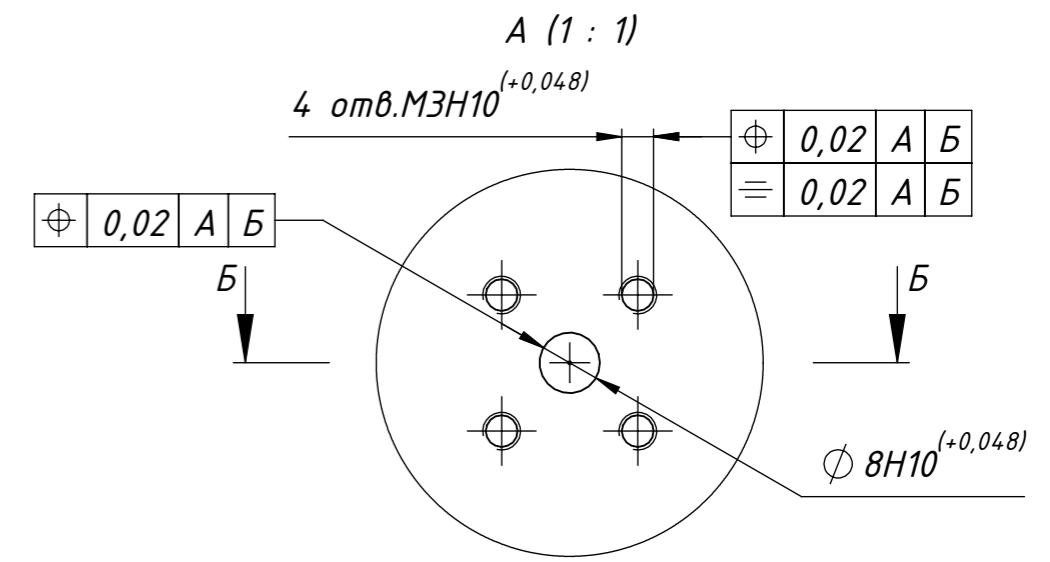 А (1 : 1)
4 отв.М3Н10(+0,048)
⌖ 0,02 А Б
⌯ 0,02 А Б
⌖ 0,02 А Б
Б Б
⌀ 8Н10(+0,048)